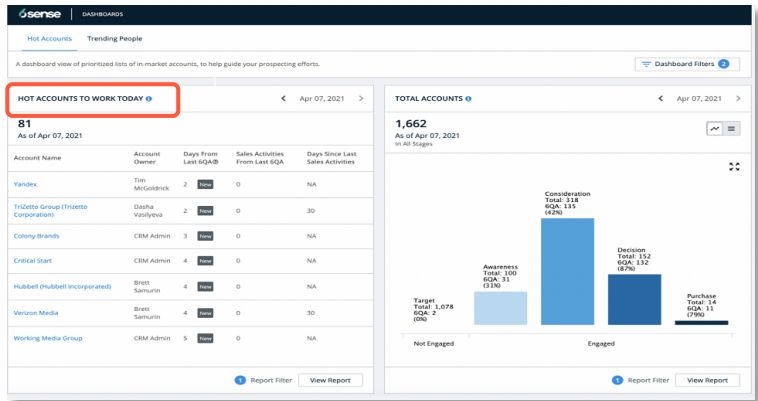 6sense DASHBOARDS
Hot Accounts Trending People
A dashboard view of prioritized lists of in-market accounts, to help guide your prospecting efforts.
Dashboard Filters 2
HOT ACCOUNTS TO WORK TODAY
< Apr 07, 2021 >
81
As of Apr 07, 2021
Account Name Account Owner Days From Last 6QA Sales Activities From Last 6QA Days Since Last Sales Activities
Yandex Tim McGoldrick 2 New 0 NA
TriZetto Group (Trizetto Corporation) Dasha Vasilyeva 2 New 0 30
Colony Brands CRM Admin 3 New 0 NA
Critical Start CRM Admin 4 New 0 NA
Hubbell (Hubbell Incorporated) Brett Samurin 4 New 0 NA
Verizon Media Brett Samurin 4 New 0 30
Working Media Group CRM Admin 5 New 0 NA
1 Report Filter View Report
TOTAL ACCOUNTS
< Apr 07, 2021 >
1,662
As of Apr 07, 2021
In All Stages
Target
Total: 1,078
6QA: 2
(0%)
Awareness
Total: 100
6QA: 31
(31%)
Consideration
Total: 318
6QA: 135
(42%)
Decision
Total: 152
6QA: 132
(87%)
Purchase
Total: 14
6QA: 11
(79%)
Not Engaged Engaged
1 Report Filter View Report